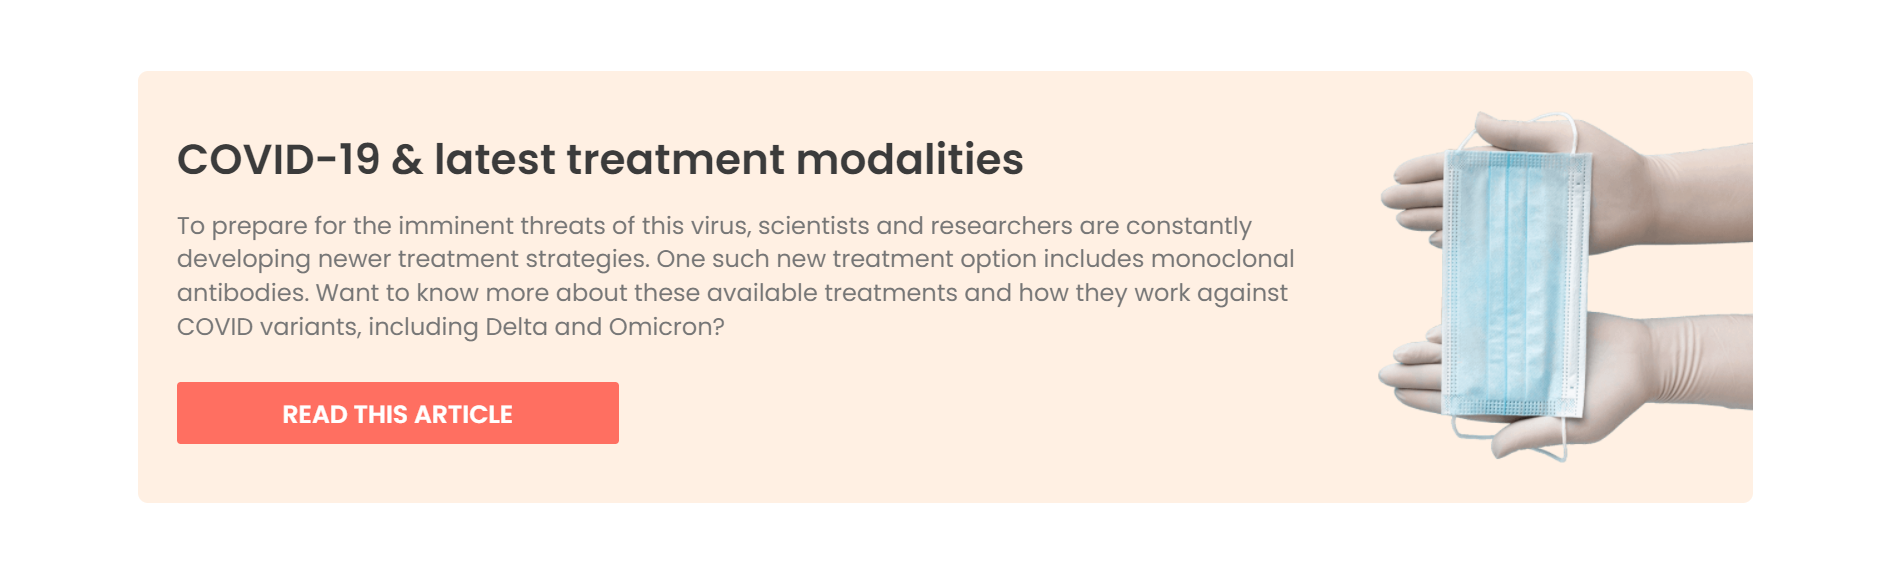 COVID-19 & latest treatment modalities
To prepare for the imminent threats of this virus, scientists and researchers are constantly
developing newer treatment strategies. One such new treatment option includes monoclonal
antibodies. Want to know more about these available treatments and how they work against
COVID variants, including Delta and Omicron?
READ THIS ARTICLE